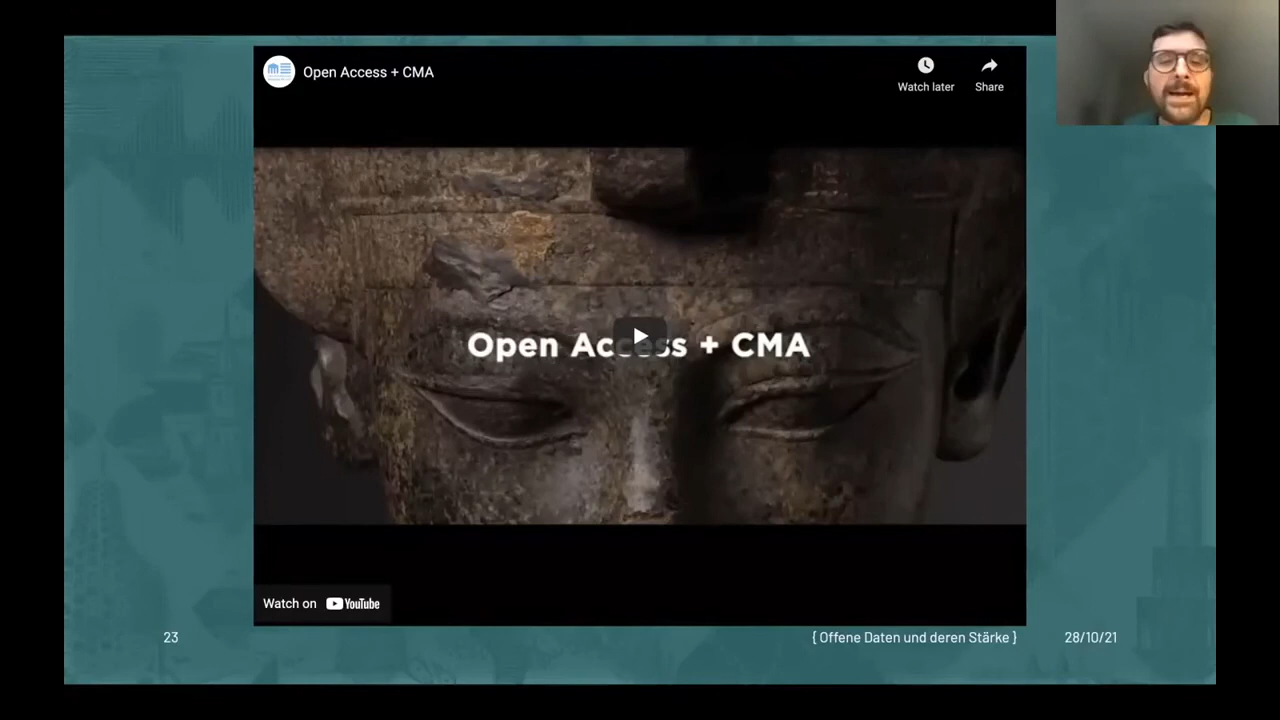 Open Access + CMA
Watch later
Share
Open Access + CMA
Watch on YouTube
23
{ Offene Daten und deren Stärke }
28/10/21